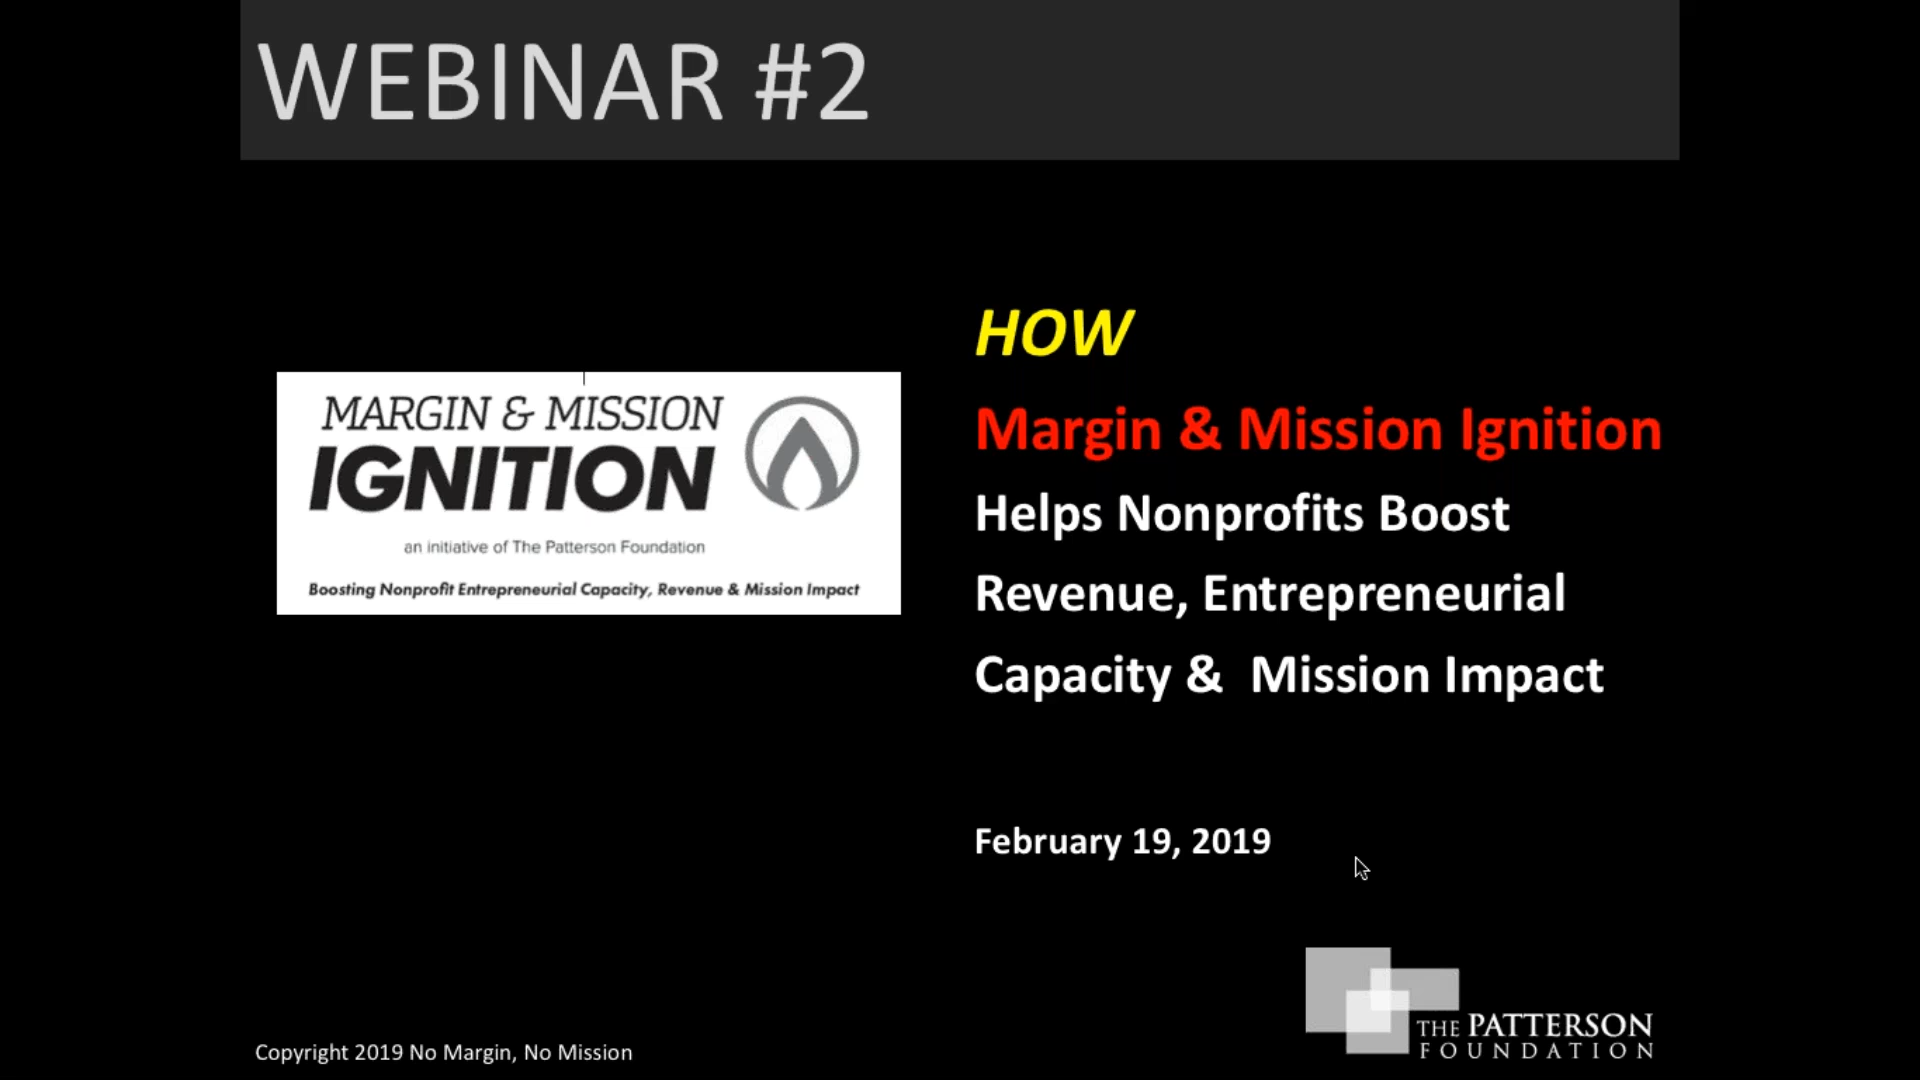 WEBINAR #2
MARGIN & MISSION
IGNITION
an initiative of The Patterson Foundation
Boosting Nonprofit Entrepreneurial Capacity, Revenue & Mission Impact
HOW
Margin & Mission Ignition
Helps Nonprofits Boost
Revenue, Entrepreneurial
Capacity & Mission Impact
February 19, 2019
THE PATTERSON
FOUNDATION
Copyright 2019 No Margin, No Mission